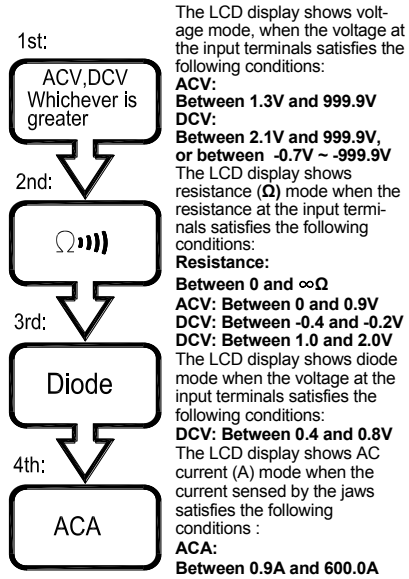 1st:
ACV,DCV
Whichever is
greater
2nd:
Ω
3rd:
Diode
4th:
ACA
The LCD display shows volt-
age mode, when the voltage at
the input terminals satisfies the
following conditions:
ACV:
Between 1.3V and 999.9V
DCV:
Between 2.1V and 999.9V,
or between -0.7V ~ -999.9V
The LCD display shows
resistance (Ω) mode when the
resistance at the input termi-
nals satisfies the following
conditions:
Resistance:
Between 0 and ∞Ω
ACV: Between 0 and 0.9V
DCV: Between -0.4 and -0.2V
DCV: Between 1.0 and 2.0V
The LCD display shows diode
mode when the voltage at the
input terminals satisfies the
following conditions:
DCV: Between 0.4 and 0.8V
The LCD display shows AC
current (A) mode when the
current sensed by the jaws
satisfies the following
conditions :
ACA:
Between 0.9A and 600.0A